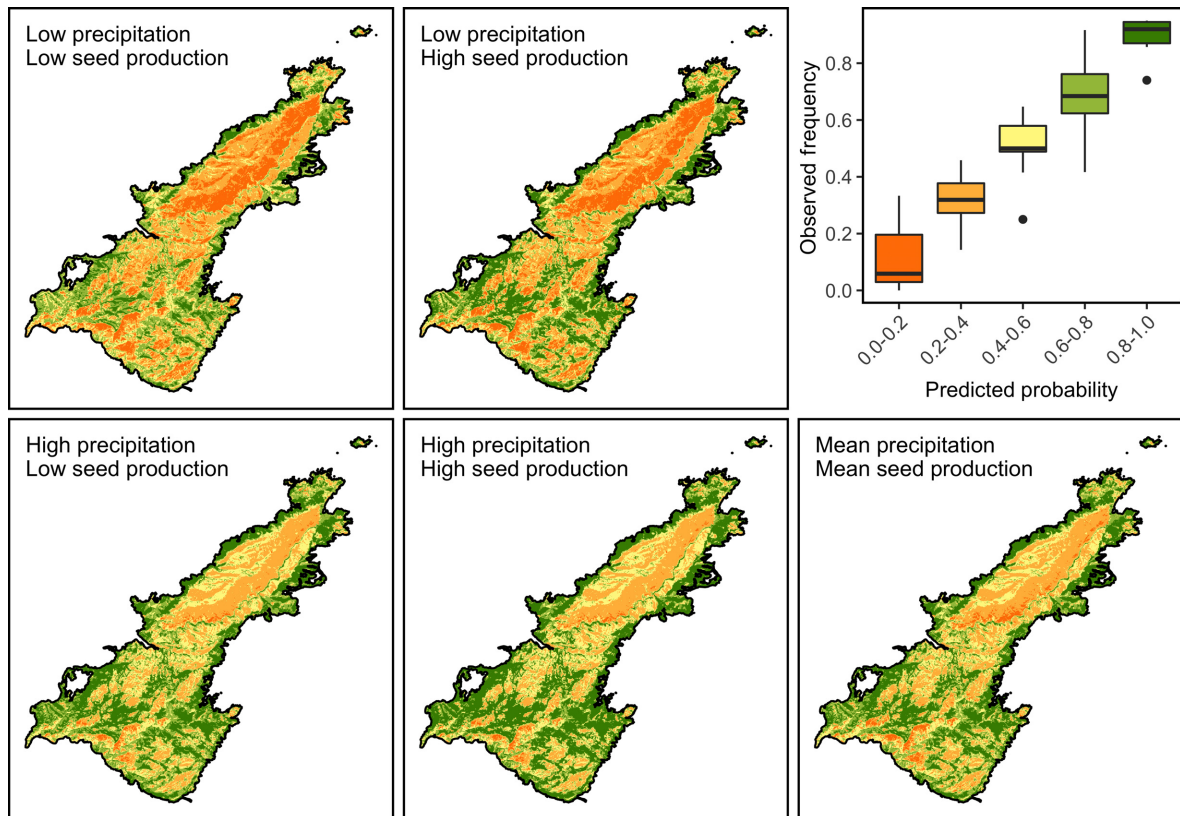 Low precipitation
Low seed production
Low precipitation
High seed production
Observed frequency
0.8
0.6
0.4
0.2
0.0
0.0-0.2
0.2-0.4
0.4-0.6
0.6-0.8
0.8-1.0
Predicted probability
High precipitation
Low seed production
High precipitation
High seed production
Mean precipitation
Mean seed production